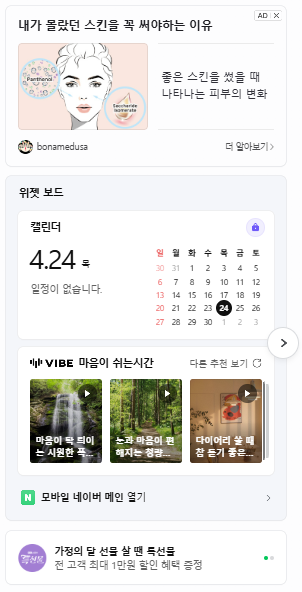 AD
내가 몰랐던 스킨을 꼭 써야하는 이유
Panthenol
Saccharide
Isomerate
좋은 스킨을 썼을 때
나타나는 피부의 변화
bonamedusa
더 알아보기
위젯 보드
캘린더
4.24 목
일정이 없습니다.
일 월 화 수 목 금 토
30 31 1 2 3 4 5
6 7 8 9 10 11 12
13 14 15 16 17 18 19
20 21 22 23 24 25 26
27 28 29 30 1 2 3
VIBE 마음이 쉬는시간
다른 추천 보기
마음이 탁 트이
는 시원한 폭...
눈과 마음이 편
해지는 청량...
다이어리 쓸 때
참 듣기 좋은...
N 모바일 네이버 메인 열기
특선물
가정의 달 선물 살 땐 특선물
전 고객 최대 1만원 할인 혜택 증정